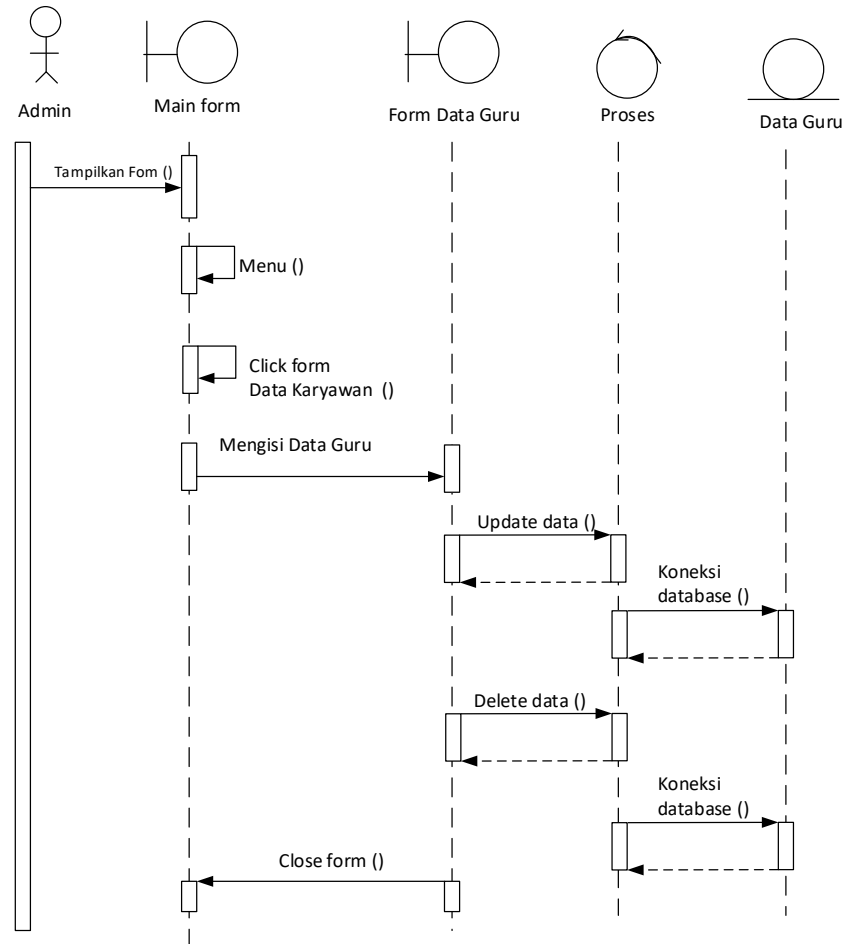 Admin
Main form
Form Data Guru
Proses
Data Guru
Tampilkan Fom ()
Menu ()
Click form
Data Karyawan ()
Mengisi Data Guru
Update data ()
Koneksi
database ()
Delete data ()
Koneksi
database ()
Close form ()